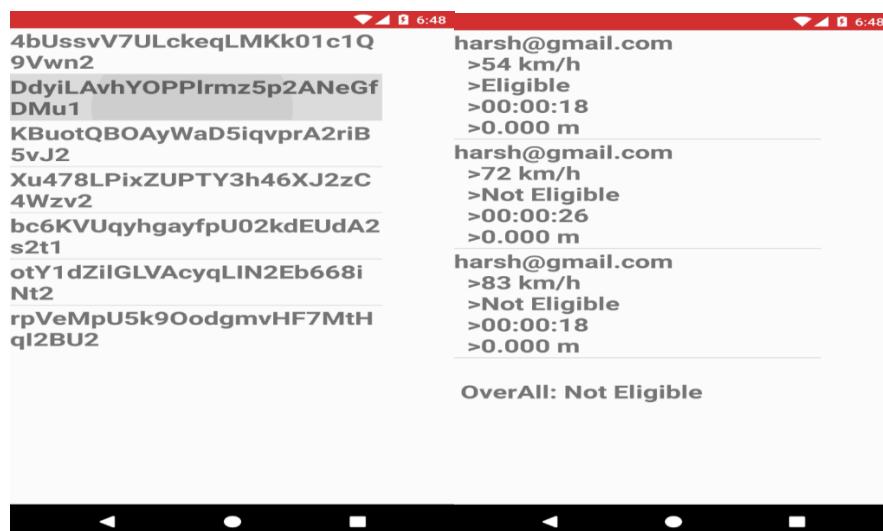 6:48
4bUssvV7ULckeqLMKk01c1Q
9Vwn2
DdyiLAvhYOPPlrmz5p2ANeGf
DMu1
KBuotQBOAyWaD5iqvprA2riB
5vJ2
Xu478LPixZUPTY3h46XJ2zC
4Wzv2
bc6KVUqyhgayfpU02kdEUdA2
s2t1
otY1dZilGLVAcyqLIN2Eb668i
Nt2
rpVeMpU5k9OodgmvHF7MtH
qI2BU2
6:48
harsh@gmail.com
>54 km/h
>Eligible
>00:00:18
>0.000 m
harsh@gmail.com
>72 km/h
>Not Eligible
>00:00:26
>0.000 m
harsh@gmail.com
>83 km/h
>Not Eligible
>00:00:18
>0.000 m
OverAll: Not Eligible